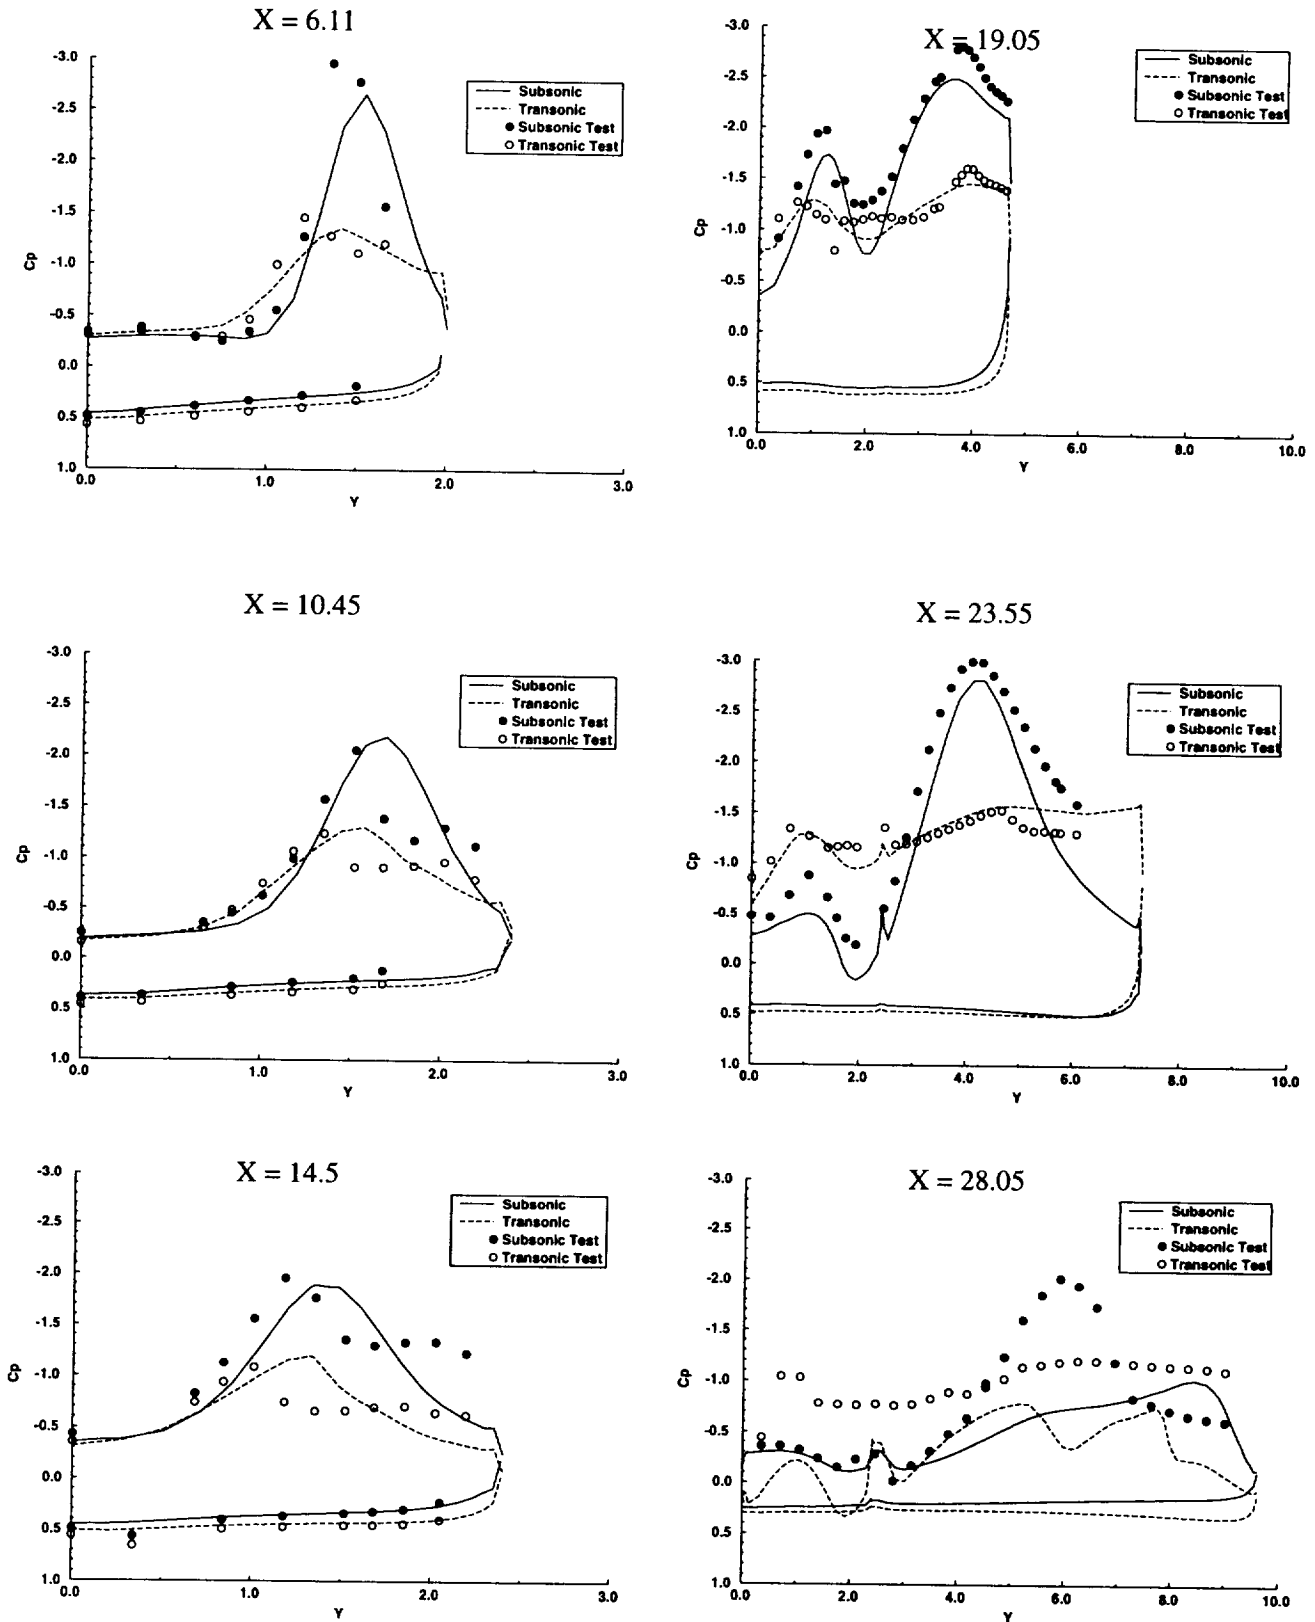 X = 6.11
-3.0
-2.5
-2.0
-1.5
-1.0
-0.5
0.0
0.5
1.0
Cp
0.0
1.0
2.0
3.0
Y
Subsonic
Transonic
Subsonic Test
Transonic Test
X = 19.05
-3.0
-2.5
-2.0
-1.5
-1.0
-0.5
0.0
0.5
1.0
Cp
0.0
2.0
4.0
6.0
8.0
10.0
Y
Subsonic
Transonic
Subsonic Test
Transonic Test
X = 10.45
-3.0
-2.5
-2.0
-1.5
-1.0
-0.5
0.0
0.5
1.0
Cp
0.0
1.0
2.0
3.0
Y
Subsonic
Transonic
Subsonic Test
Transonic Test
X = 23.55
-3.0
-2.5
-2.0
-1.5
-1.0
-0.5
0.0
0.5
1.0
Cp
0.0
2.0
4.0
6.0
8.0
10.0
Y
Subsonic
Transonic
Subsonic Test
Transonic Test
X = 14.5
-3.0
-2.5
-2.0
-1.5
-1.0
-0.5
0.0
0.5
1.0
Cp
0.0
1.0
2.0
3.0
Y
Subsonic
Transonic
Subsonic Test
Transonic Test
X = 28.05
-3.0
-2.5
-2.0
-1.5
-1.0
-0.5
0.0
0.5
1.0
Cp
0.0
2.0
4.0
6.0
8.0
10.0
Y
Subsonic
Transonic
Subsonic Test
Transonic Test